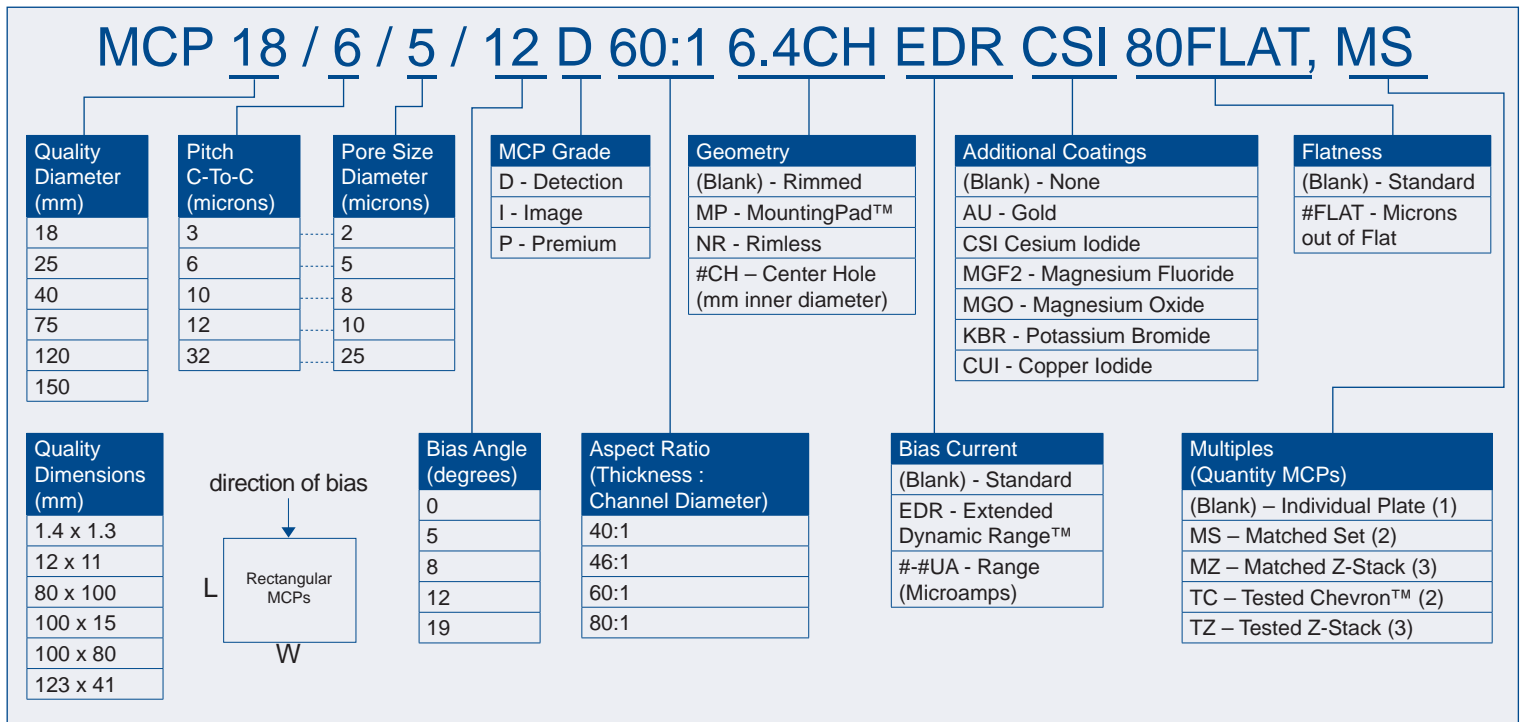 MCP 18 / 6 / 5 / 12 D 60:1 6.4CH EDR CSI 80FLAT, MS
Quality
Diameter
(mm)
18
25
40
75
120
150
Pitch
C-To-C
(microns)
3
6
10
12
32
Pore Size
Diameter
(microns)
2
5
8
10
25
MCP Grade
D - Detection
I - Image
P - Premium
Geometry
(Blank) - Rimmed
MP - MountingPad™
NR - Rimless
#CH – Center Hole
(mm inner diameter)
Additional Coatings
(Blank) - None
AU - Gold
CSI Cesium Iodide
MGF2 - Magnesium Fluoride
MGO - Magnesium Oxide
KBR - Potassium Bromide
CUI - Copper Iodide
Flatness
(Blank) - Standard
#FLAT - Microns
out of Flat
Quality
Dimensions
(mm)
1.4 x 1.3
12 x 11
80 x 100
100 x 15
100 x 80
123 x 41
direction of bias
L
Rectangular
MCPs
W
Bias Angle
(degrees)
0
5
8
12
19
Aspect Ratio
(Thickness :
Channel Diameter)
40:1
46:1
60:1
80:1
Bias Current
(Blank) - Standard
EDR - Extended
Dynamic Range™
#-#UA - Range
(Microamps)
Multiples
(Quantity MCPs)
(Blank) – Individual Plate (1)
MS – Matched Set (2)
MZ – Matched Z-Stack (3)
TC – Tested Chevron™ (2)
TZ – Tested Z-Stack (3)